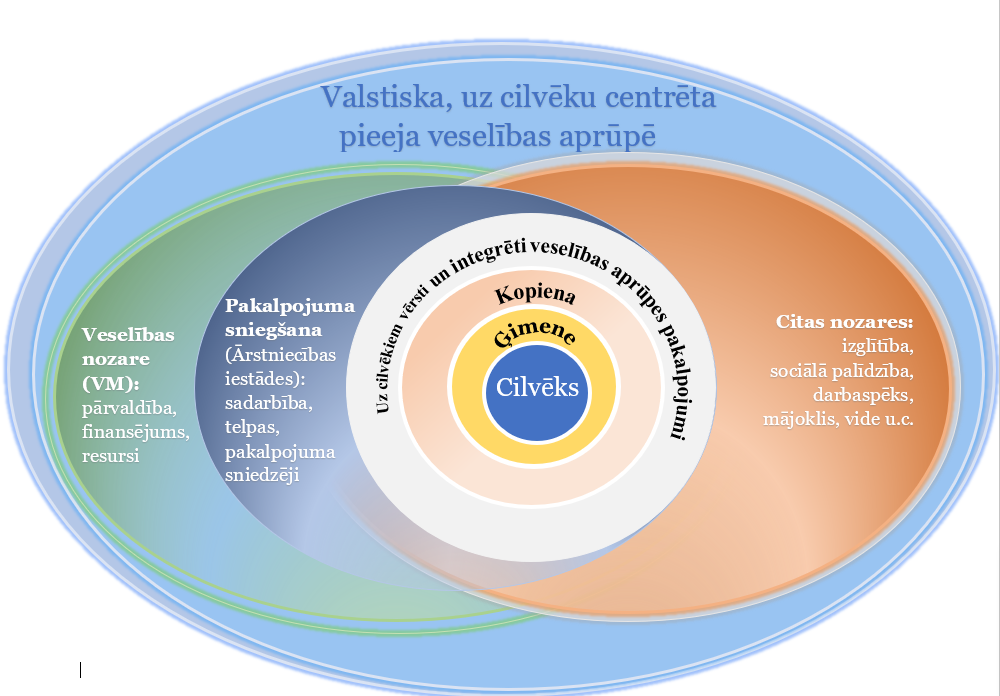 Valstiska, uz cilvēku centrēta
pieeja veselības aprūpē
Veselības
nozare
(VM):
pārvaldība,
finansējums,
resursi
Pakalpojuma
sniegšana
(Ārstniecības
iestādes):
sadarbība,
telpas,
pakalpojuma
sniedzēji
Uz cilvēkiem vērsti un integrēti veselības aprūpes pakalpojumi
Kopiena
Ģimene
Cilvēks
Citas nozares:
izglītība,
sociālā palīdzība,
darbaspēks,
mājoklis, vide u.c.